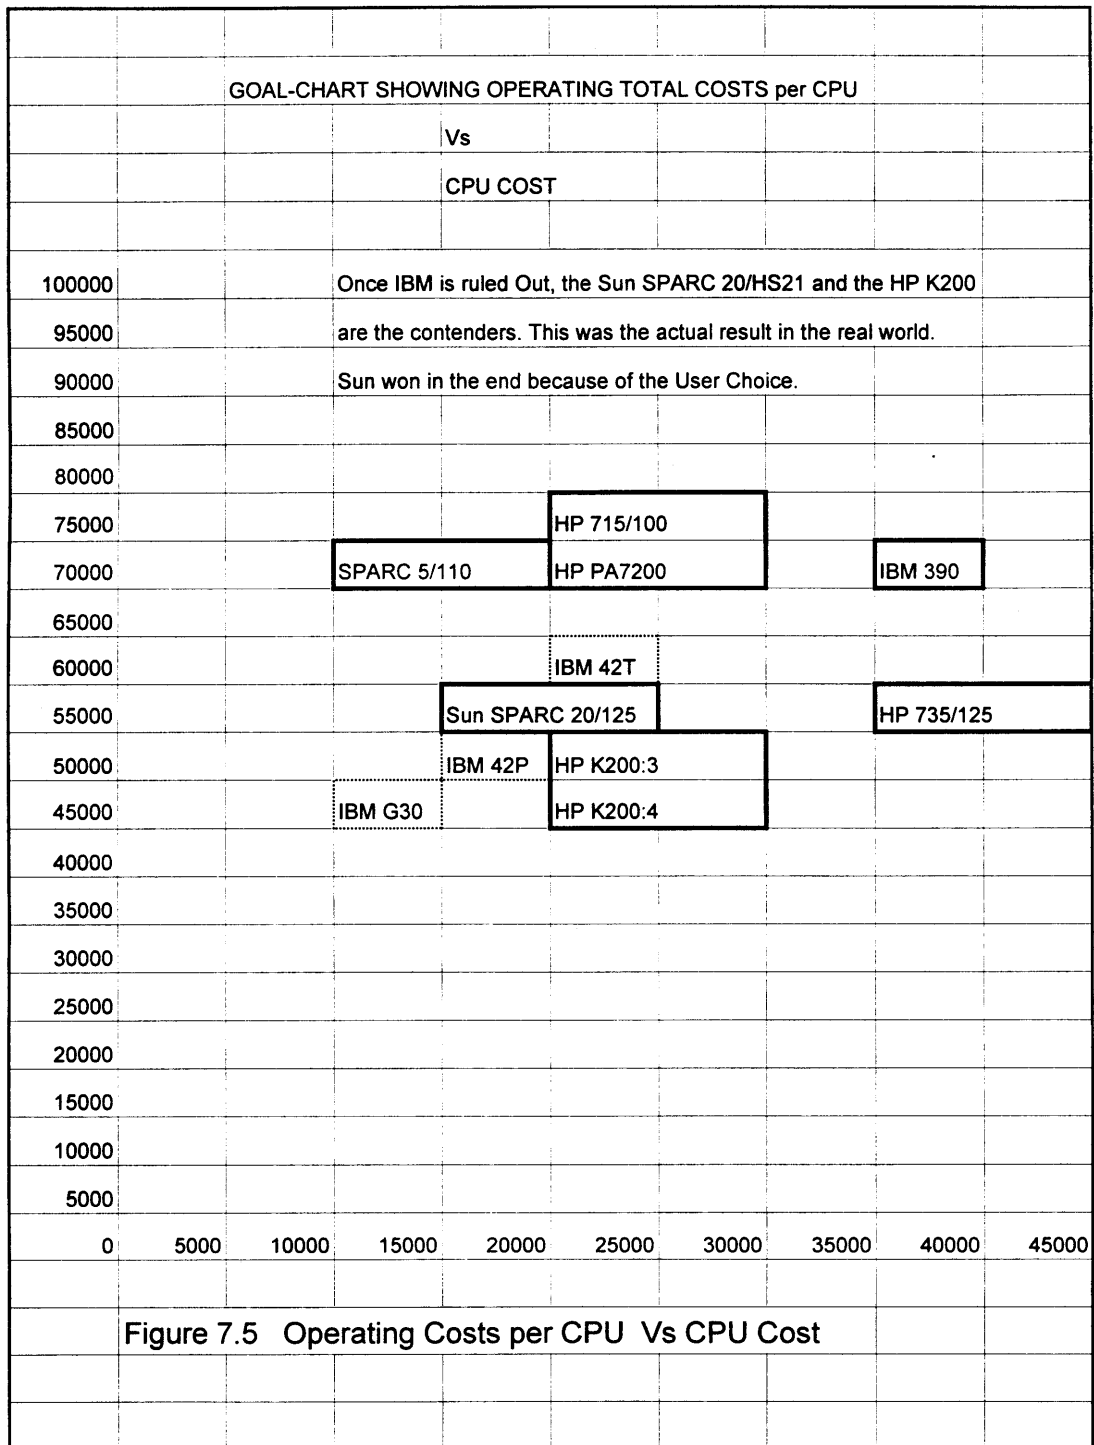 GOAL-CHART SHOWING OPERATING TOTAL COSTS per CPU
Vs
CPU COST
100000 Once IBM is ruled Out, the Sun SPARC 20/HS21 and the HP K200
95000 are the contenders. This was the actual result in the real world.
90000 Sun won in the end because of the User Choice.
85000
80000
75000 HP 715/100
70000 SPARC 5/110 HP PA7200 IBM 390
65000
60000 IBM 42T
55000 Sun SPARC 20/125 HP 735/125
50000 IBM 42P HP K200:3
45000 IBM G30 HP K200:4
40000
35000
30000
25000
20000
15000
10000
5000
0 5000 10000 15000 20000 25000 30000 35000 40000 45000
Figure 7.5 Operating Costs per CPU Vs CPU Cost